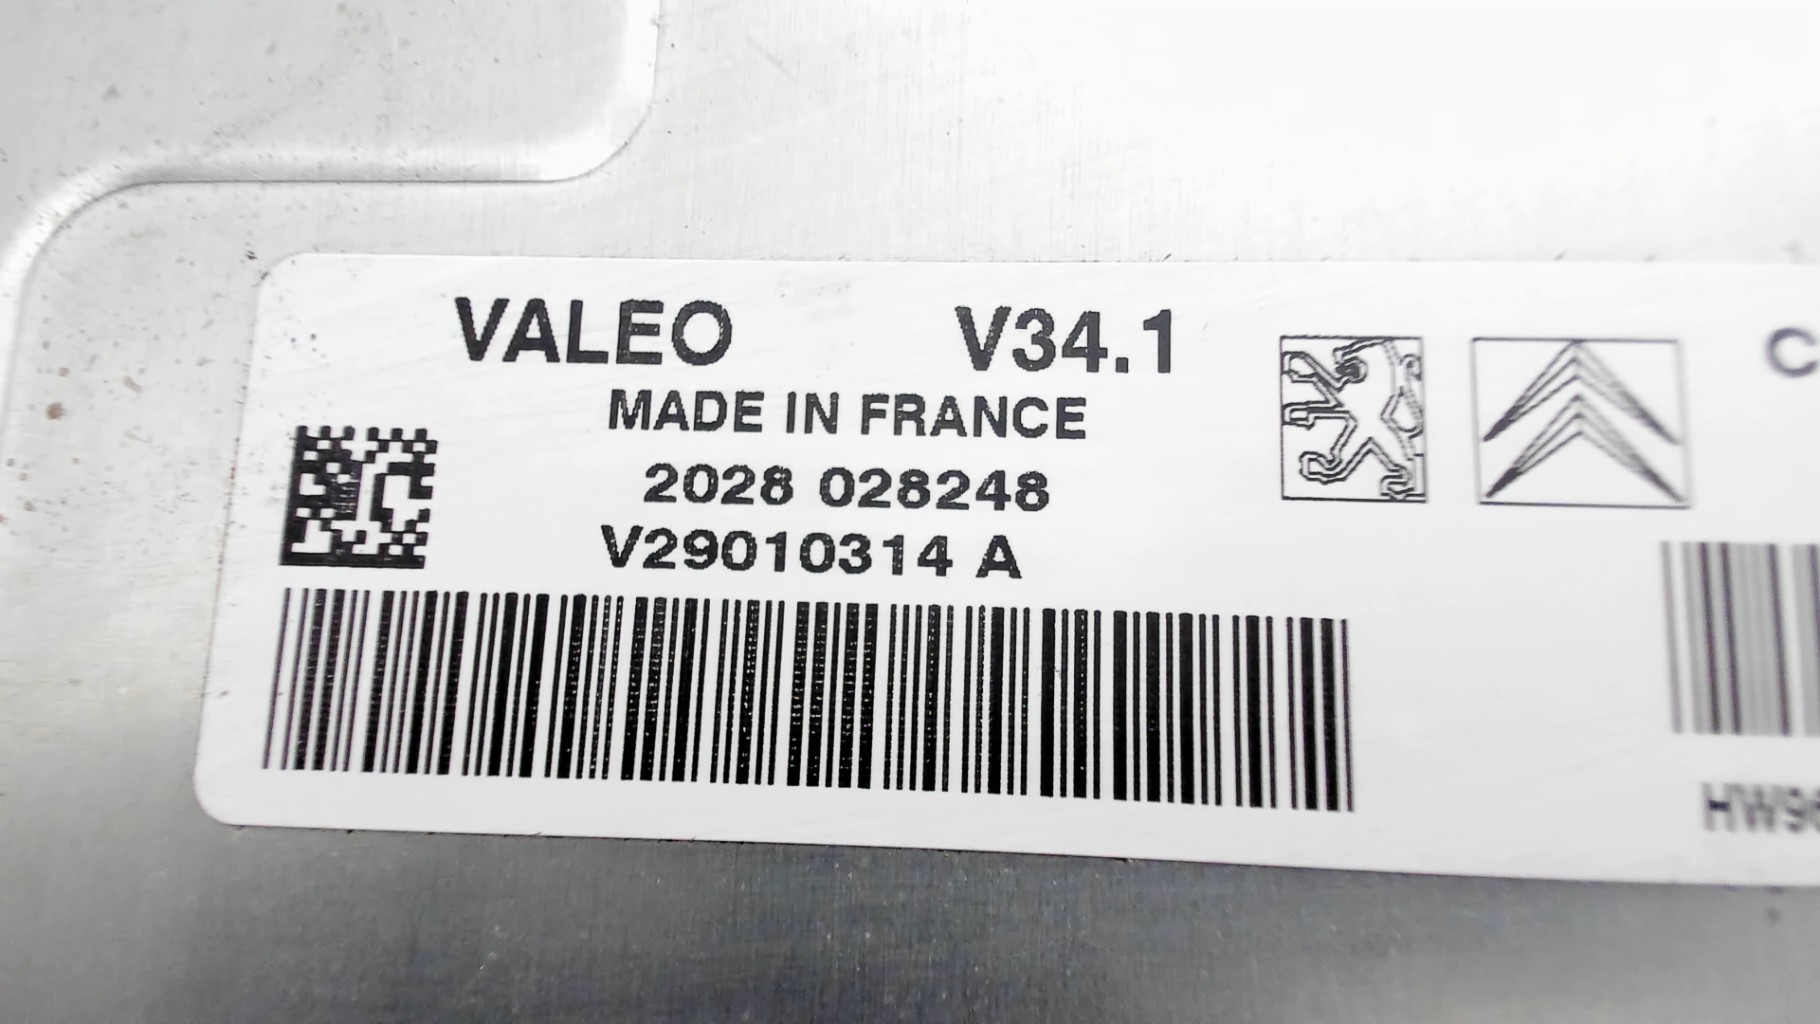 VALEO V34.1
MADE IN FRANCE
2028 028248
V29010314 A